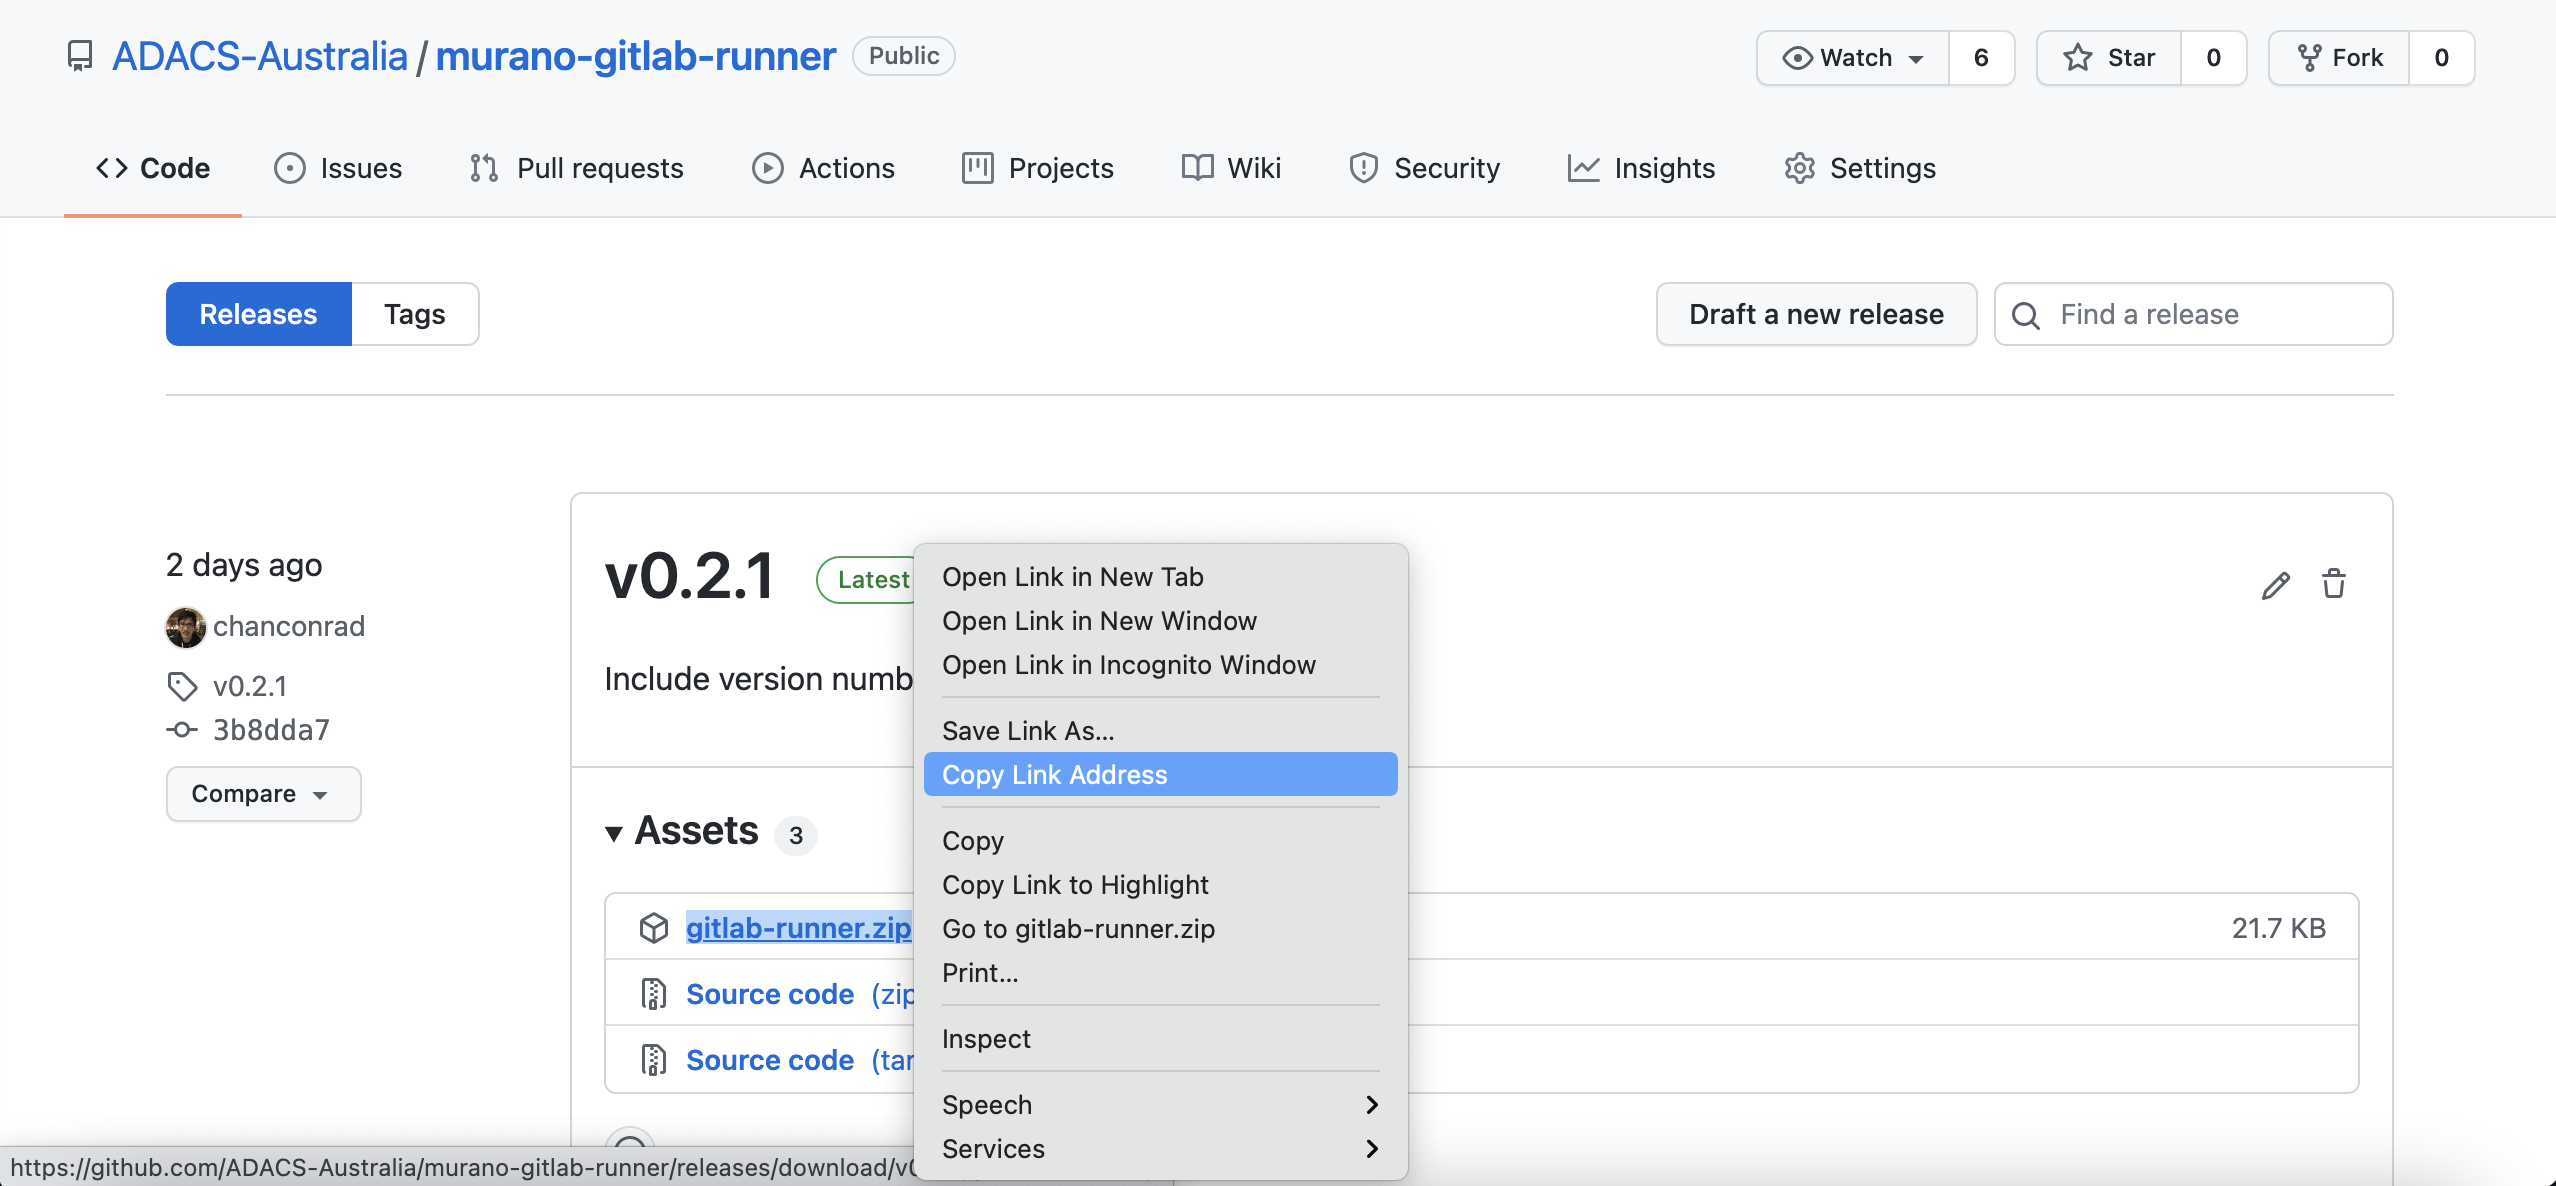 ADACS-Australia / murano-gitlab-runner Public
Watch 6 Star 0 Fork 0
Code Issues Pull requests Actions Projects Wiki Security Insights Settings
Releases Tags Draft a new release Find a release
2 days ago
chanconrad
v0.2.1
3b8dda7
Compare
v0.2.1 Latest
Include version numb
Assets 3
gitlab-runner.zip 21.7 KB
Source code (zip
Source code (tar
Open Link in New Tab
Open Link in New Window
Open Link in Incognito Window
Save Link As...
Copy Link Address
Copy
Copy Link to Highlight
Go to gitlab-runner.zip
Print...
Inspect
Speech
Services
https://github.com/ADACS-Australia/murano-gitlab-runner/releases/download/v0